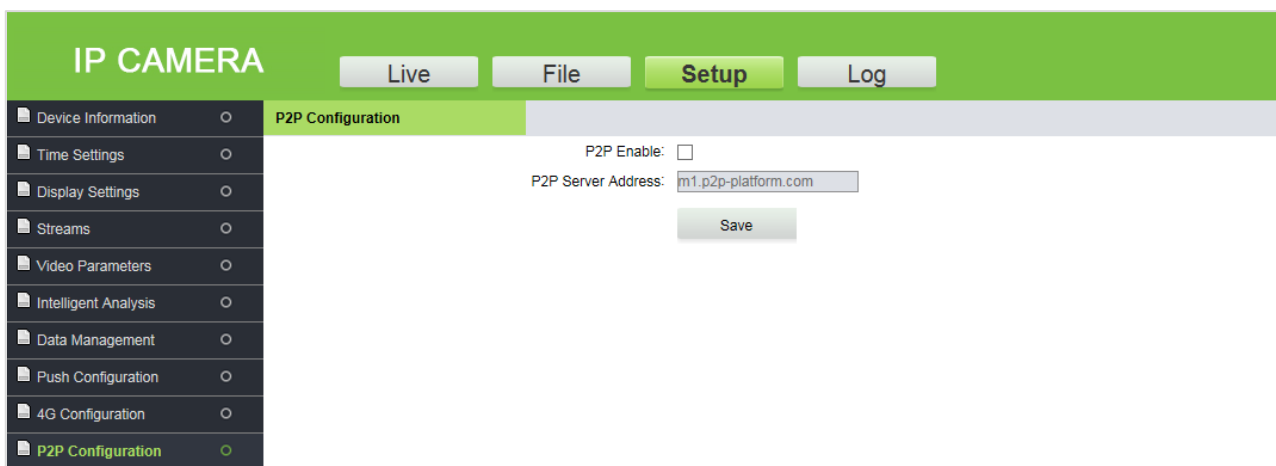 IP CAMERA
Live
File
Setup
Log
Device Information
Time Settings
Display Settings
Streams
Video Parameters
Intelligent Analysis
Data Management
Push Configuration
4G Configuration
P2P Configuration
P2P Configuration
P2P Enable:
P2P Server Address: m1.p2p-platform.com
Save